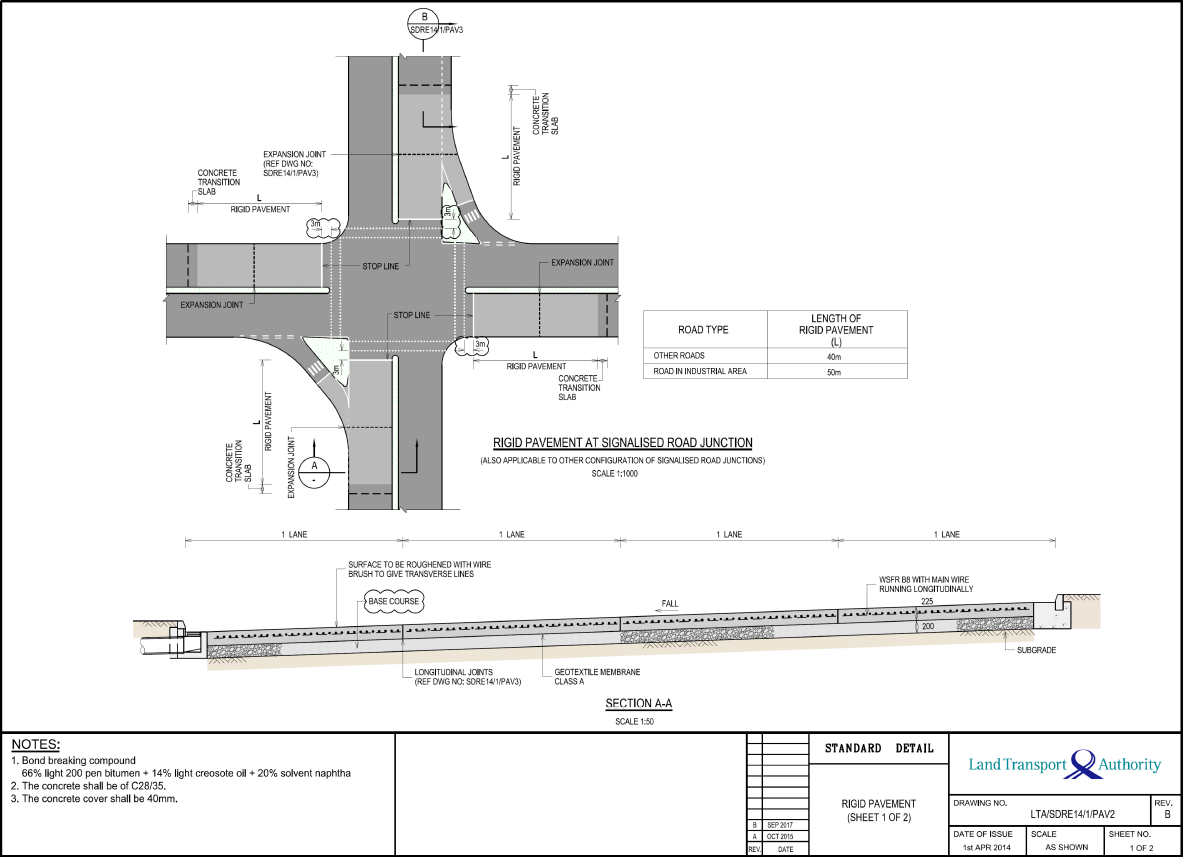 B
SDRE14/1/PAV3
CONCRETE
TRANSITION
SLAB
L
RIGID PAVEMENT
EXPANSION JOINT
(REF DWG NO:
SDRE14/1/PAV3)
CONCRETE
TRANSITION
SLAB
L
RIGID PAVEMENT
3m
3m
STOP LINE
EXPANSION JOINT
EXPANSION JOINT
STOP LINE
3m
3m
L
RIGID PAVEMENT
CONCRETE
TRANSITION
SLAB
L
RIGID PAVEMENT
CONCRETE
TRANSITION
SLAB
EXPANSION JOINT
A
-
ROAD TYPE
LENGTH OF
RIGID PAVEMENT
(L)
OTHER ROADS 40m
ROAD IN INDUSTRIAL AREA 50m
RIGID PAVEMENT AT SIGNALISED ROAD JUNCTION
(ALSO APPLICABLE TO OTHER CONFIGURATION OF SIGNALISED ROAD JUNCTIONS)
SCALE 1:1000
1 LANE 1 LANE 1 LANE 1 LANE
SURFACE TO BE ROUGHENED WITH WIRE
BRUSH TO GIVE TRANSVERSE LINES
BASE COURSE
FALL
WSFR B8 WITH MAIN WIRE
RUNNING LONGITUDINALLY
225
200
SUBGRADE
LONGITUDINAL JOINTS
(REF DWG NO: SDRE14/1/PAV3)
GEOTEXTILE MEMBRANE
CLASS A
SECTION A-A
SCALE 1:50
NOTES:
1. Bond breaking compound
66% light 200 pen bitumen + 14% light creosote oil + 20% solvent naphtha
2. The concrete shall be of C28/35.
3. The concrete cover shall be 40mm.
B SEP 2017
A OCT 2015
REV. DATE
STANDARD DETAIL
RIGID PAVEMENT
(SHEET 1 OF 2)
Land Transport Authority
DRAWING NO.
LTA/SDRE14/1/PAV2
REV.
B
DATE OF ISSUE
1st APR 2014
SCALE
AS SHOWN
SHEET NO.
1 OF 2